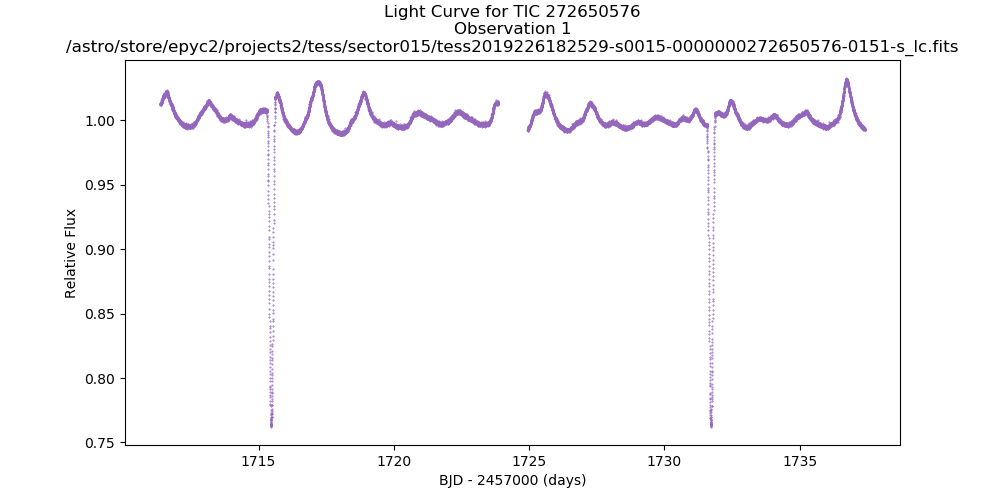 Light Curve for TIC 272650576
Observation 1
/astro/store/epyc2/projects2/tess/sector015/tess2019226182529-s0015-0000000272650576-0151-s_lc.fits
1.00
0.95
0.90
0.85
0.80
0.75
Relative Flux
1715
1720
1725
1730
1735
BJD - 2457000 (days)